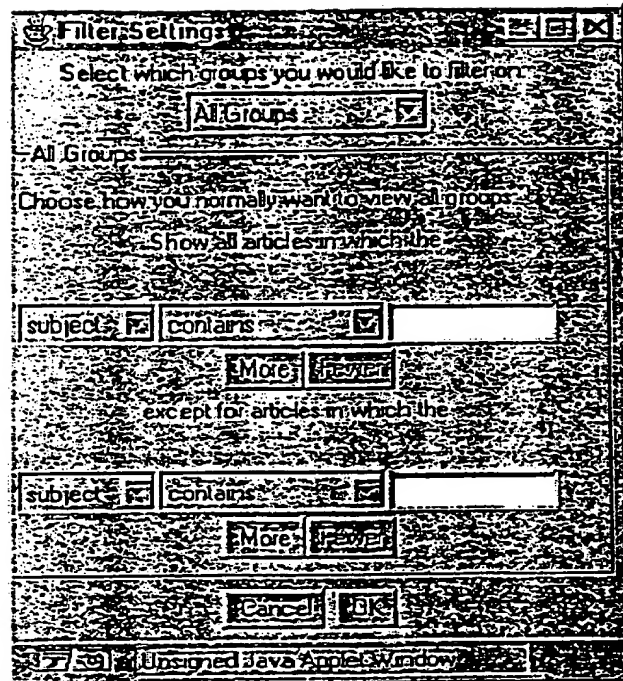 Filter Settings
Select which groups you would like to filter on:
All Groups
All Groups
Choose how you normally want to view all groups
Show all articles in which the
subject contains
More Fewer
except for articles in which the
subject contains
More Fewer
Cancel OK
Unsigned Java Applet Window